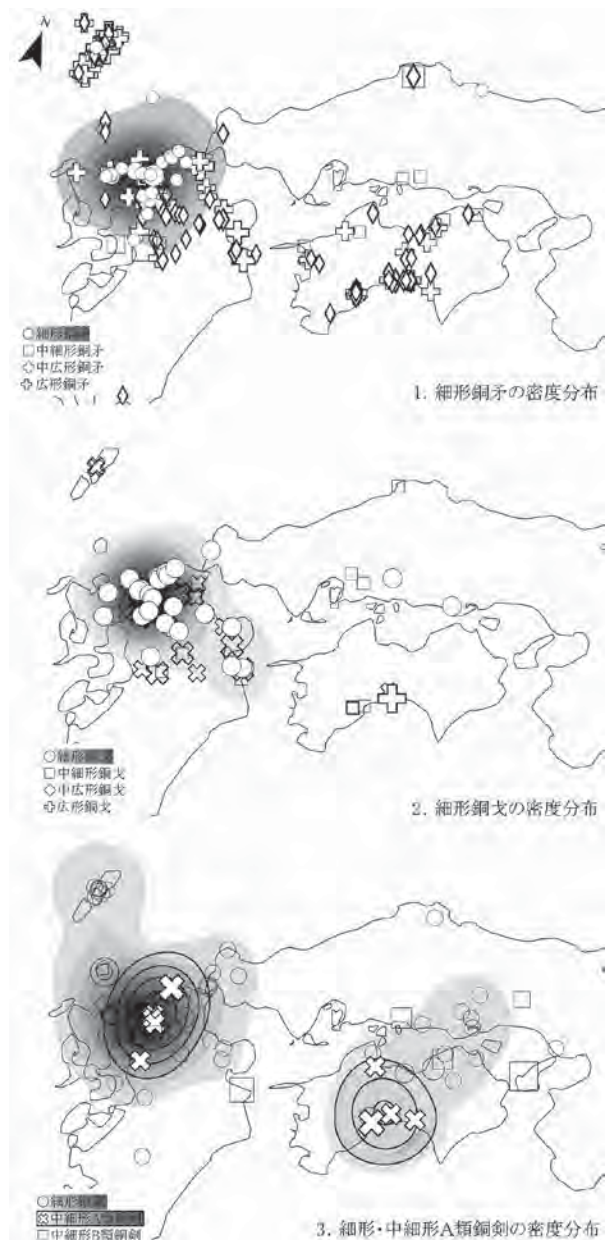 N
細形銅矛
中細形銅矛
中広形銅矛
広形銅矛
1. 細形銅矛の密度分布
細形銅戈
中細形銅戈
中広形銅戈
広形銅戈
2. 細形銅戈の密度分布
中細形B類銅剣
3. 細形・中細形A類銅剣の密度分布